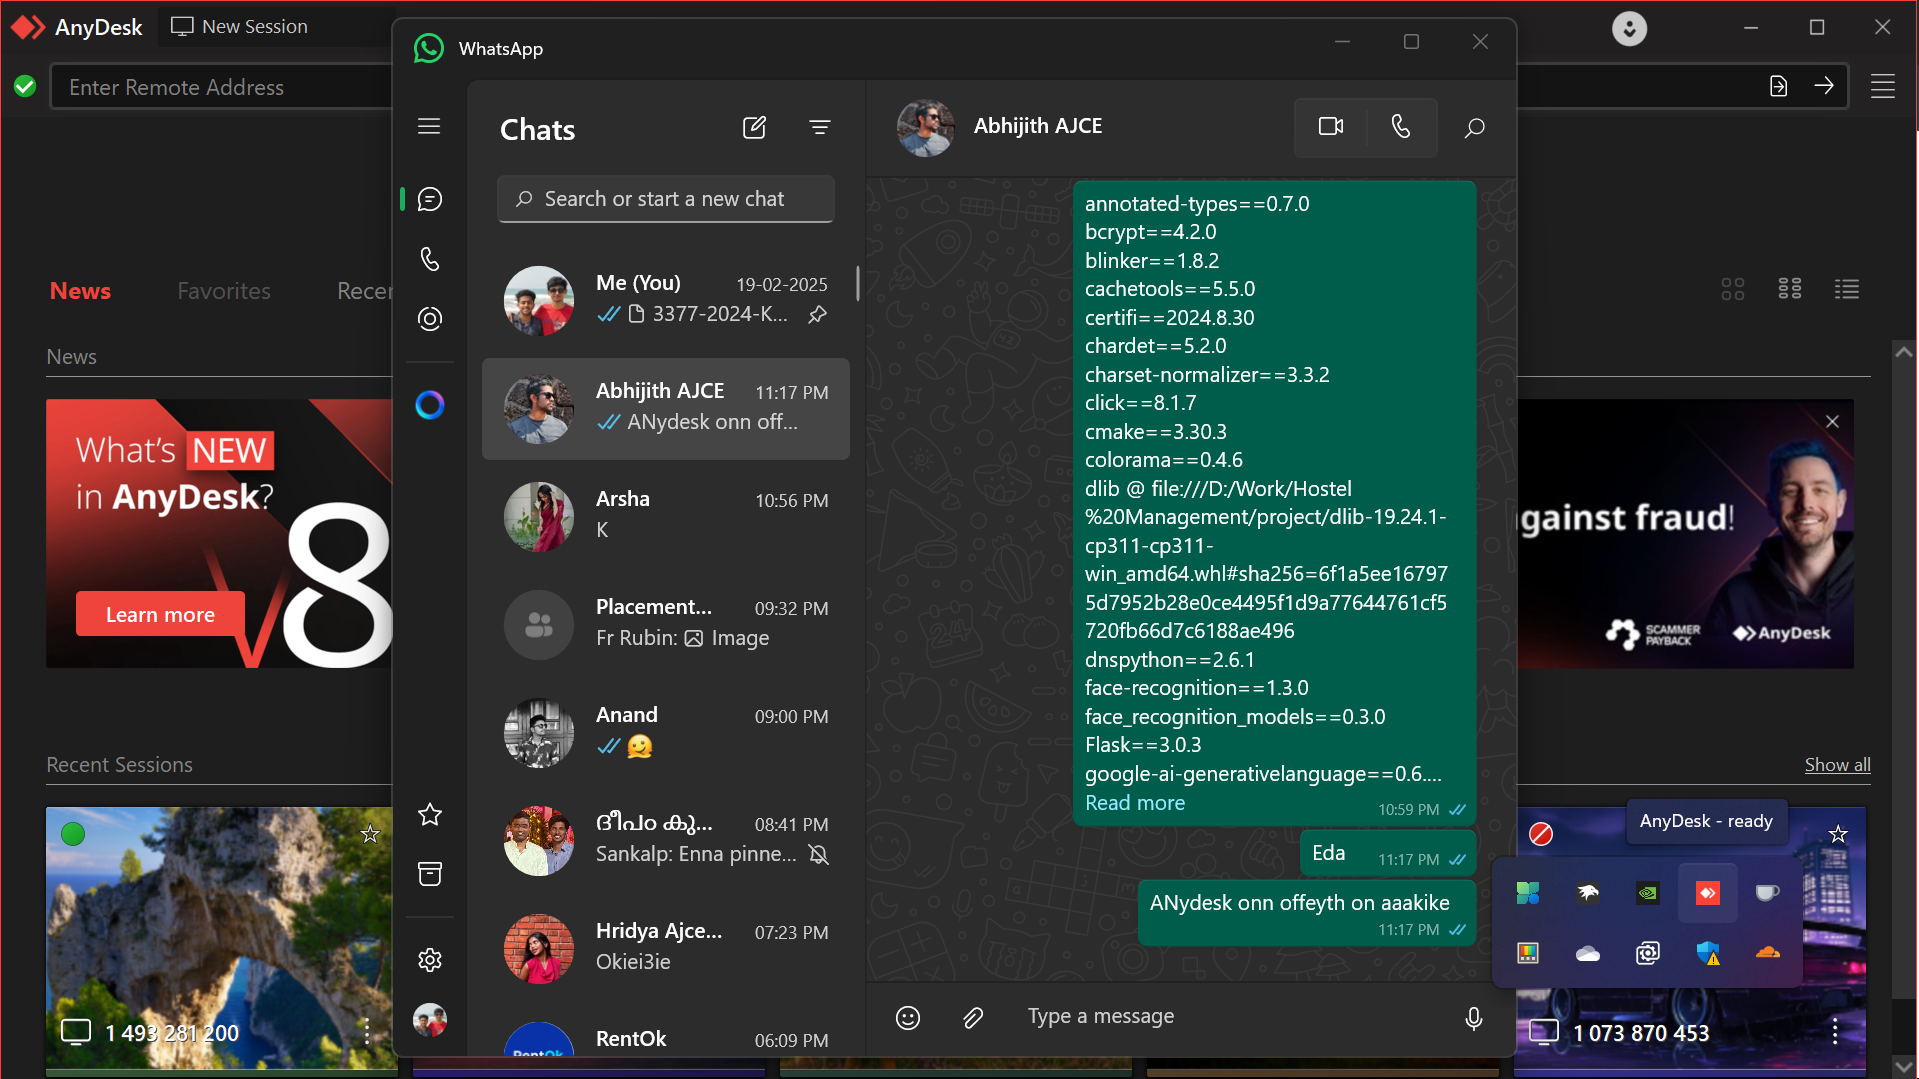 AnyDesk
New Session
Enter Remote Address
WhatsApp
Chats
Search or start a new chat
Me (You)
19-02-2025
3377-2024-K...
Abhijith AJCE
11:17 PM
ANydesk onn off...
Arsha
10:56 PM
K
Placement...
09:32 PM
Fr Rubin: Image
Anand
09:00 PM
ദീപം കു...
08:41 PM
Sankalp: Enna pinne...
Hridya Ajce...
07:23 PM
Okiei3ie
RentOk
06:09 PM
RentOk
Abhijith AJCE
annotated-types==0.7.0
bcrypt==4.2.0
blinker==1.8.2
cachetools==5.5.0
certifi==2024.8.30
chardet==5.2.0
charset-normalizer==3.3.2
click==8.1.7
cmake==3.30.3
colorama==0.4.6
dlib @ file:///D:/Work/Hostel
%20Management/project/dlib-19.24.1-
cp311-cp311-
win_amd64.whl#sha256=6f1a5ee16797
5d7952b28e0ce4495f1d9a77644761cf5
720fb66d7c6188ae496
dnspython==2.6.1
face-recognition==1.3.0
face_recognition_models==0.3.0
Flask==3.0.3
google-ai-generativelanguage==0.6....
Read more
10:59 PM
Eda
11:17 PM
ANydesk onn offeyth on aaakike
11:17 PM
Type a message
News
Favorites
Recen
News
What's NEW
in AnyDesk?
V8
Learn more
gainst fraud!
SCAMMER
PAYBACK
AnyDesk
Recent Sessions
Show all
AnyDesk - ready
1 493 281 200
1 073 870 453